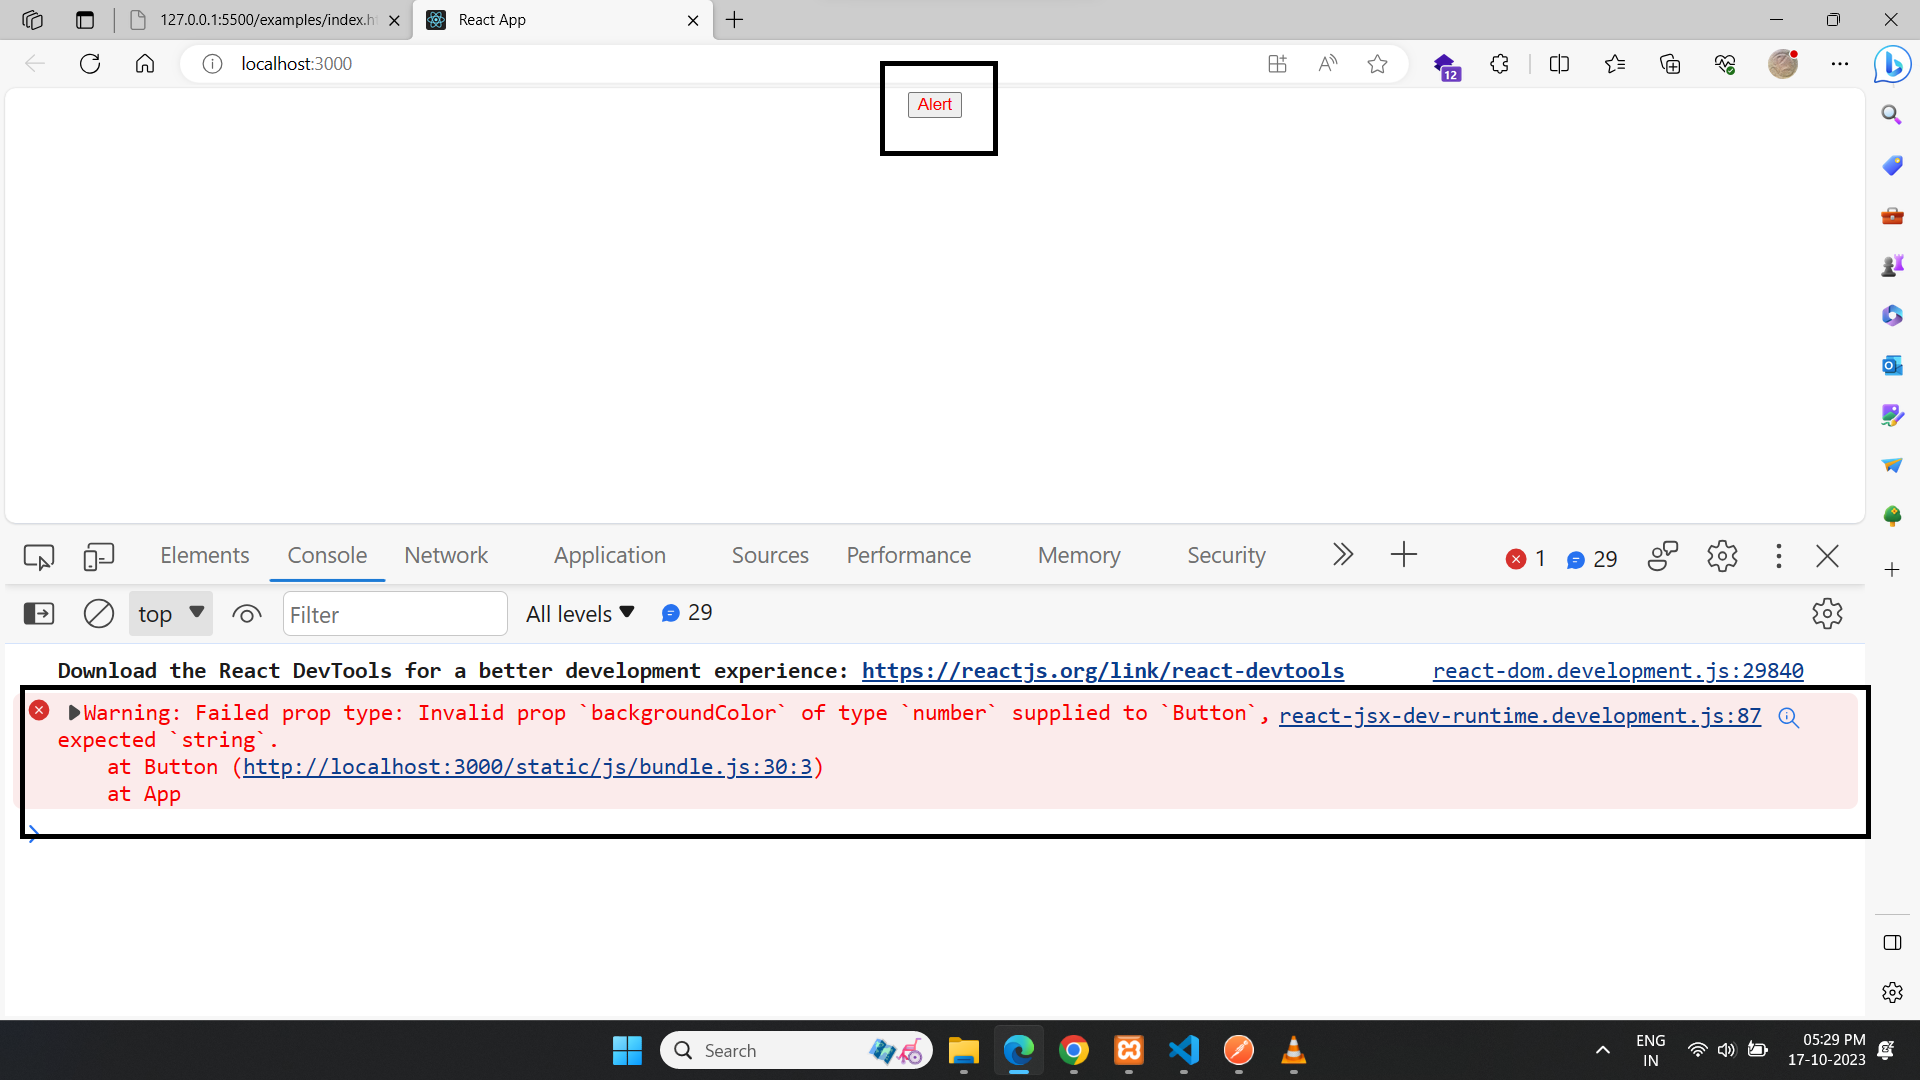 127.0.0.1:5500/examples/index.h
React App
localhost:3000
12
Alert
Elements Console Network Application Sources Performance Memory Security 1 29
top Filter All levels 29
Download the React DevTools for a better development experience: https://reactjs.org/link/react-devtools react-dom.development.js:29840
Warning: Failed prop type: Invalid prop `backgroundColor` of type `number` supplied to `Button`, react-jsx-dev-runtime.development.js:87
expected `string`.
at Button (http://localhost:3000/static/js/bundle.js:30:3)
at App
Search
ENG
IN
05:29 PM
17-10-2023